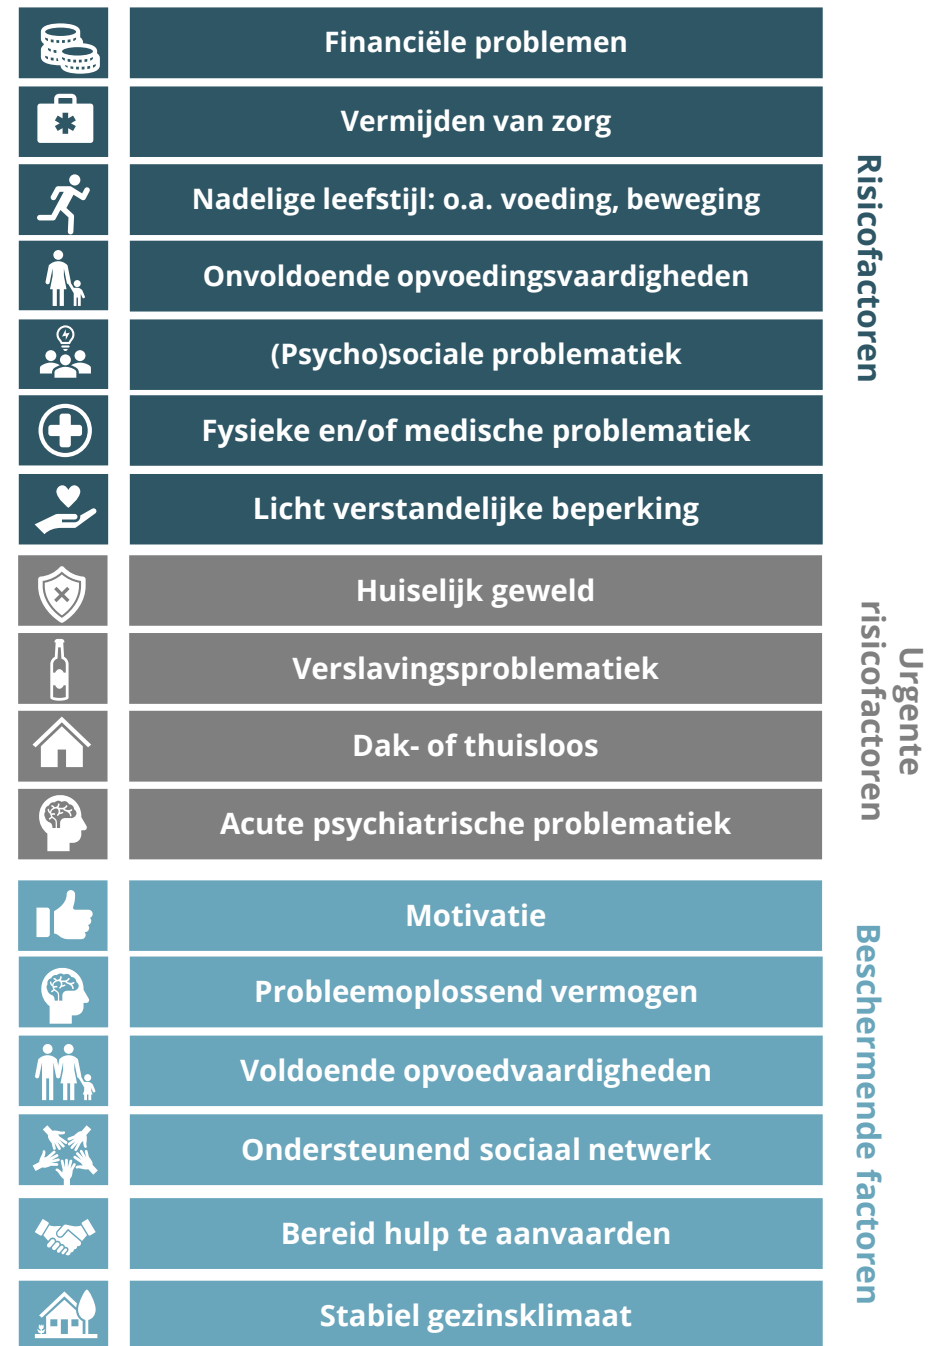 Financiële problemen
Vermijden van zorg
Nadelige leefstijl: o.a. voeding, beweging
Onvoldoende opvoedingsvaardigheden
(Psycho)sociale problematiek
Fysieke en/of medische problematiek
Licht verstandelijke beperking
Risicofactoren
Huiselijk geweld
Verslavingsproblematiek
Dak- of thuisloos
Acute psychiatrische problematiek
Urgente
risicofactoren
Motivatie
Probleemoplossend vermogen
Voldoende opvoedvaardigheden
Ondersteunend sociaal netwerk
Bereid hulp te aanvaarden
Stabiel gezinsklimaat
Beschermende factoren